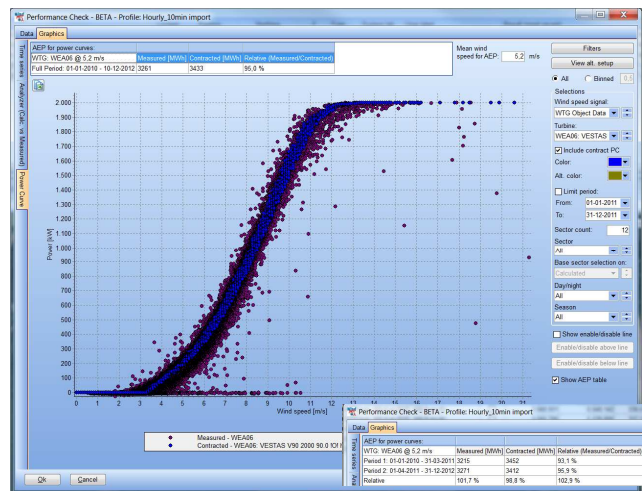 Performance Check - BETA - Profile: Hourly_10min import
Data Graphics
Time series Analyzer (Calc. vs Measured) Power Curve
AEP for power curves:
WTG: WEA06 @ 5,2 m/s Measured [MWh] Contracted [MWh] Relative (Measured/Contracted)
Full Period: 01-01-2010 - 10-12-2012 3261 3433 95,0 %
Mean wind
speed for AEP: 5,2 m/s
Filters
View alt. setup
All Binned 0,5
Selections
Wind speed signal:
WTG Object Data
Turbine:
WEA06: VESTAS
Include contract PC
Color:
Alt. color:
Limit period:
From: 01-01-2011
To: 31-12-2011
Sector count: 12
Sector
All
Base sector selection on:
Calculated
Day/night
All
Season
All
Show enable/disable line
Enable/disable above line
Enable/disable below line
Show AEP table
Power [kW]
2.000
1.900
1.800
1.700
1.600
1.500
1.400
1.300
1.200
1.100
1.000
900
800
700
600
500
400
300
200
100
0
0 1 2 3 4 5 6 7 8 9 10 11 12 13 14 15 16 17 18 19 20 21
Wind speed [m/s]
Measured - WEA06
Contracted - WEA06: VESTAS V90 2000 90.0 !O!
Ok Cancel
Performance Check - BETA - Profile: Hourly_10min import
Data Graphics
Time series
AEP for power curves:
WTG: WEA06 @ 5,2 m/s Measured [MWh] Contracted [MWh] Relative (Measured/Contracted)
Period 1: 01-01-2010 - 31-03-2011 3215 3452 93,1 %
Period 2: 01-04-2011 - 31-12-2012 3271 3412 95,9 %
Relative 101,7 % 98,8 % 102,9 %